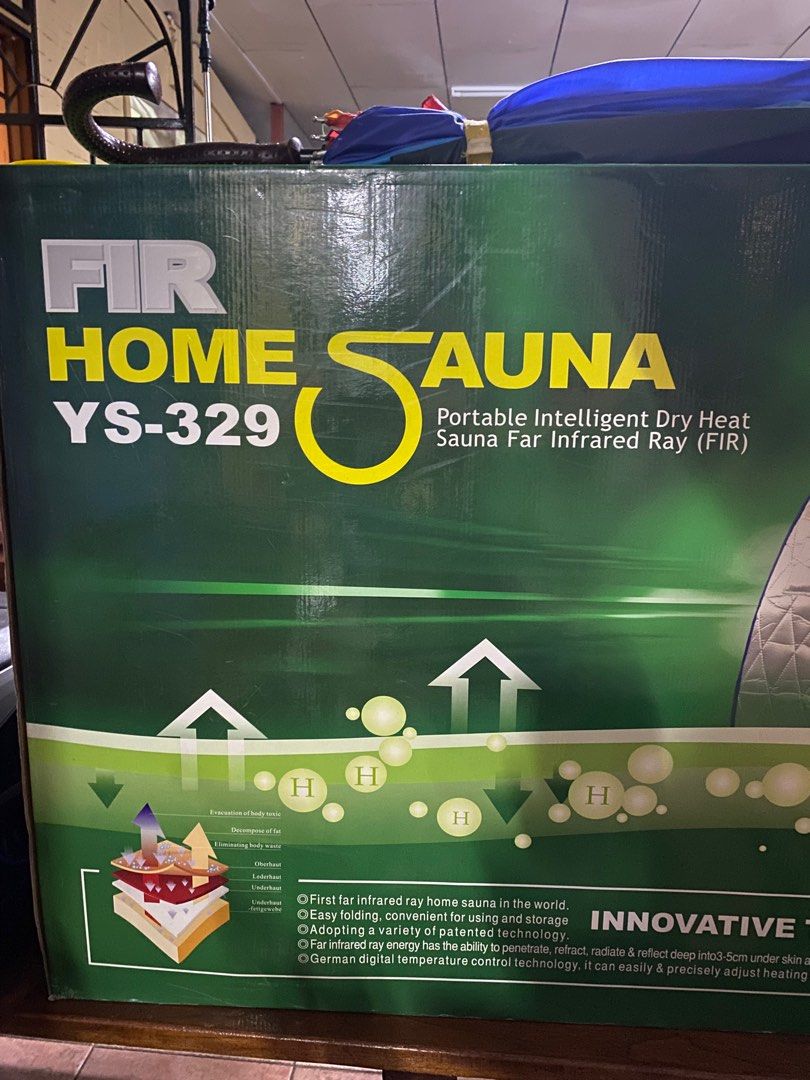 FIR
HOME SAUNA
YS-329
Portable Intelligent Dry Heat
Sauna Far Infrared Ray (FIR)
H
H
H
H
Evacuation of body toxic
Decompose of fat
Eliminating body waste
Oberhaut
Lederhaut
Underhaut
Underhaut
-fettgewebe
◎First far infrared ray home sauna in the world.
◎Easy folding, convenient for using and storage
◎Adopting a variety of patented technology.
◎Far infrared ray energy has the ability to penetrate, refract, radiate & reflect deep into3-5cm under skin a
◎German digital temperature control technology, it can easily & precisely adjust heating
INNOVATIVE